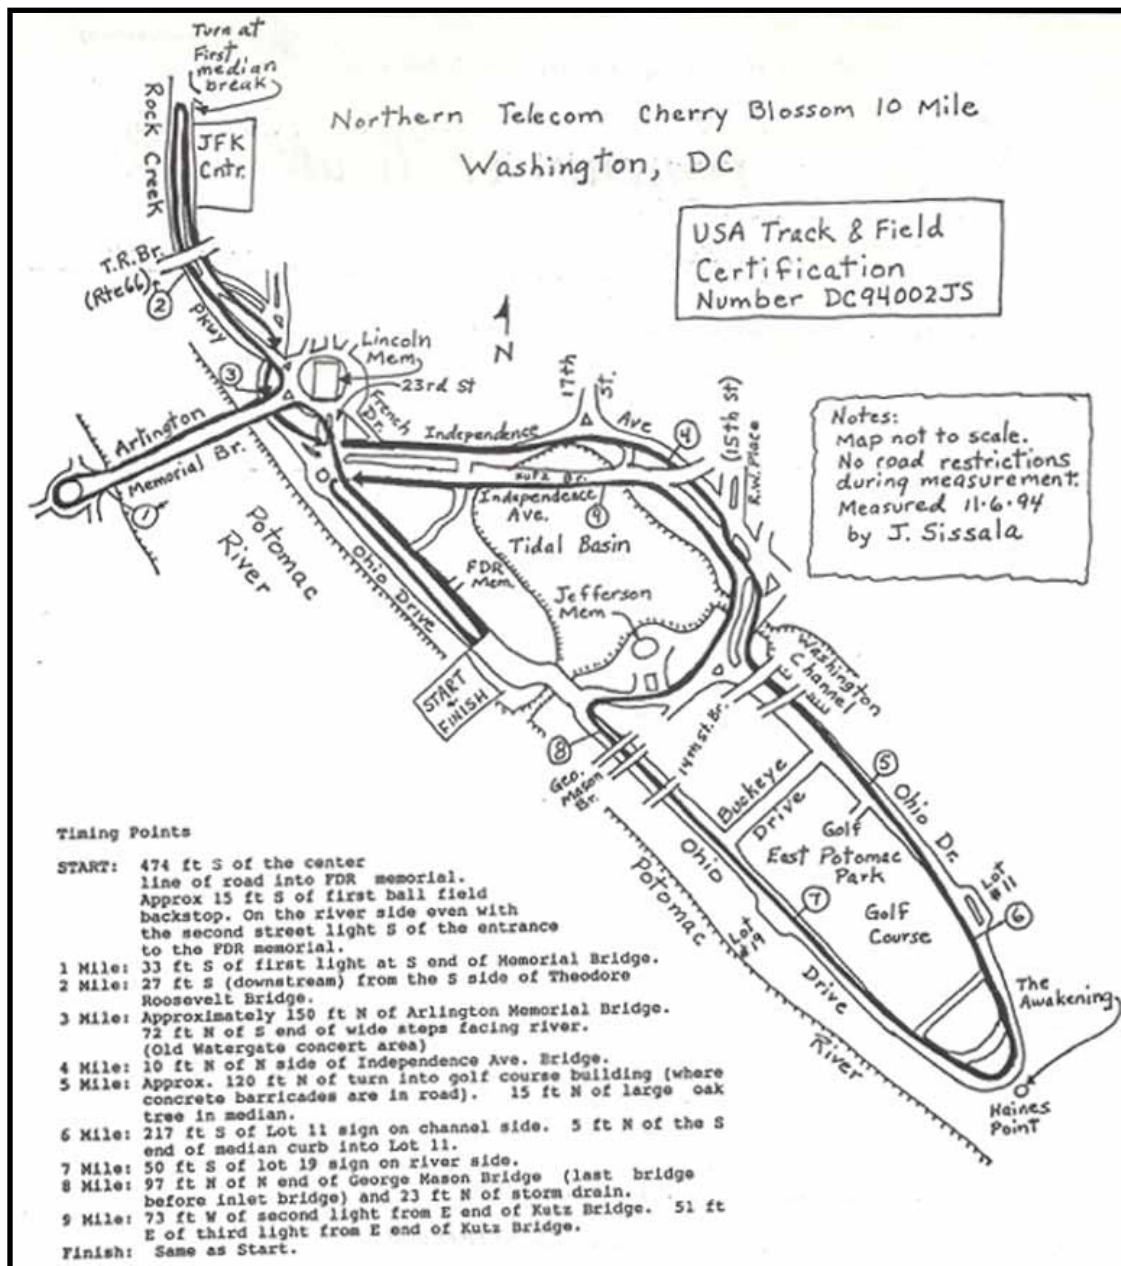 Turn at
First
median
break
Rock Creek
JFK
Cntr.
Northern Telecom Cherry Blossom 10 Mile
Washington, DC
USA Track & Field
Certification
Number DC94002JS
T.R. Br.
(Rte 66)
2
Pkwy
N
Lincoln
Mem.
23rd St
French
Dr.
3
17th
St.
Independence
Ave
4
(15th St)
R.W. Place
Notes:
Map not to scale.
No road restrictions
during measurement.
Measured 11·6·94
by J. Sissala
Arlington
Memorial Br.
1
Kutz Br.
Independence
Ave.
9
Tidal Basin
Potomac
River
Ohio Drive
FDR
Mem.
Jefferson
Mem
START
FINISH
Washington
Channel
8
Geo.
Mason
Br.
14th St. Br.
Buckeye
Drive
5
Ohio Dr.
Golf
East Potomac
Park
Golf
Course
Lot
#11
6
7
Ohio
Drive
Lot
#19
Potomac
River
The
Awakening
Haines
Point
Timing Points
START: 474 ft S of the center
line of road into FDR memorial.
Approx 15 ft S of first ball field
backstop. On the river side even with
the second street light S of the entrance
to the FDR memorial.
1 Mile: 33 ft S of first light at S end of Memorial Bridge.
2 Mile: 27 ft S (downstream) from the S side of Theodore
Roosevelt Bridge.
3 Mile: Approximately 150 ft N of Arlington Memorial Bridge.
72 ft N of S end of wide steps facing river.
(Old Watergate concert area)
4 Mile: 10 ft N of N side of Independence Ave. Bridge.
5 Mile: Approx. 120 ft N of turn into golf course building (where
concrete barricades are in road). 15 ft N of large oak
tree in median.
6 Mile: 217 ft S of Lot 11 sign on channel side. 5 ft N of the S
end of median curb into Lot 11.
7 Mile: 50 ft S of lot 19 sign on river side.
8 Mile: 97 ft N of N end of George Mason Bridge (last bridge
before inlet bridge) and 23 ft N of storm drain.
9 Mile: 73 ft W of second light from E end of Kutz Bridge. 51 ft
E of third light from E end of Kutz Bridge.
Finish: Same as Start.